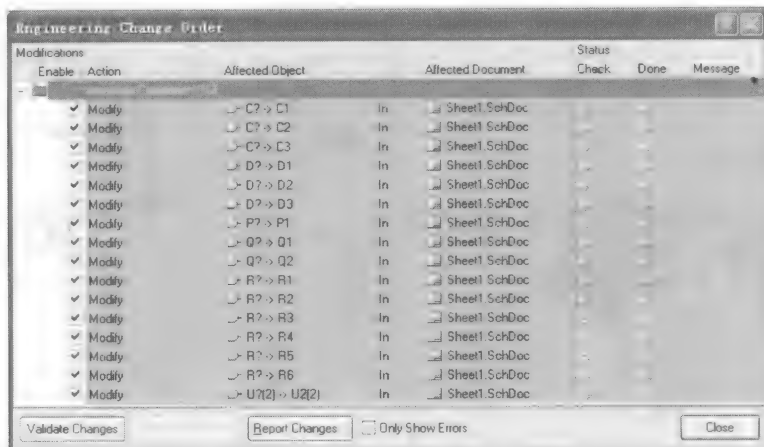 Engineering Change Order
Modifications Status
Enable Action Affected Object Affected Document Check Done Message
Modify C? -> C1 In Sheet1.SchDoc
Modify C? -> C2 In Sheet1.SchDoc
Modify C? -> C3 In Sheet1.SchDoc
Modify D? -> D1 In Sheet1.SchDoc
Modify D? -> D2 In Sheet1.SchDoc
Modify D? -> D3 In Sheet1.SchDoc
Modify P? -> P1 In Sheet1.SchDoc
Modify Q? -> Q1 In Sheet1.SchDoc
Modify Q? -> Q2 In Sheet1.SchDoc
Modify R? -> R1 In Sheet1.SchDoc
Modify R? -> R2 In Sheet1.SchDoc
Modify R? -> R3 In Sheet1.SchDoc
Modify R? -> R4 In Sheet1.SchDoc
Modify R? -> R5 In Sheet1.SchDoc
Modify R? -> R6 In Sheet1.SchDoc
Modify U?(2) -> U2(2) In Sheet1.SchDoc
Validate Changes Report Changes Only Show Errors Close